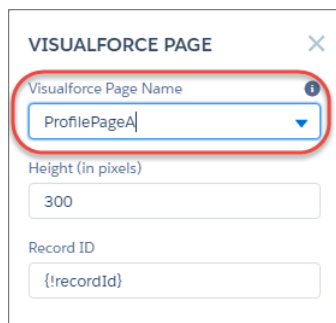 VISUALFORCE PAGE
Visualforce Page Name
ProfilePageA
Height (in pixels)
300
Record ID
{!recordId}